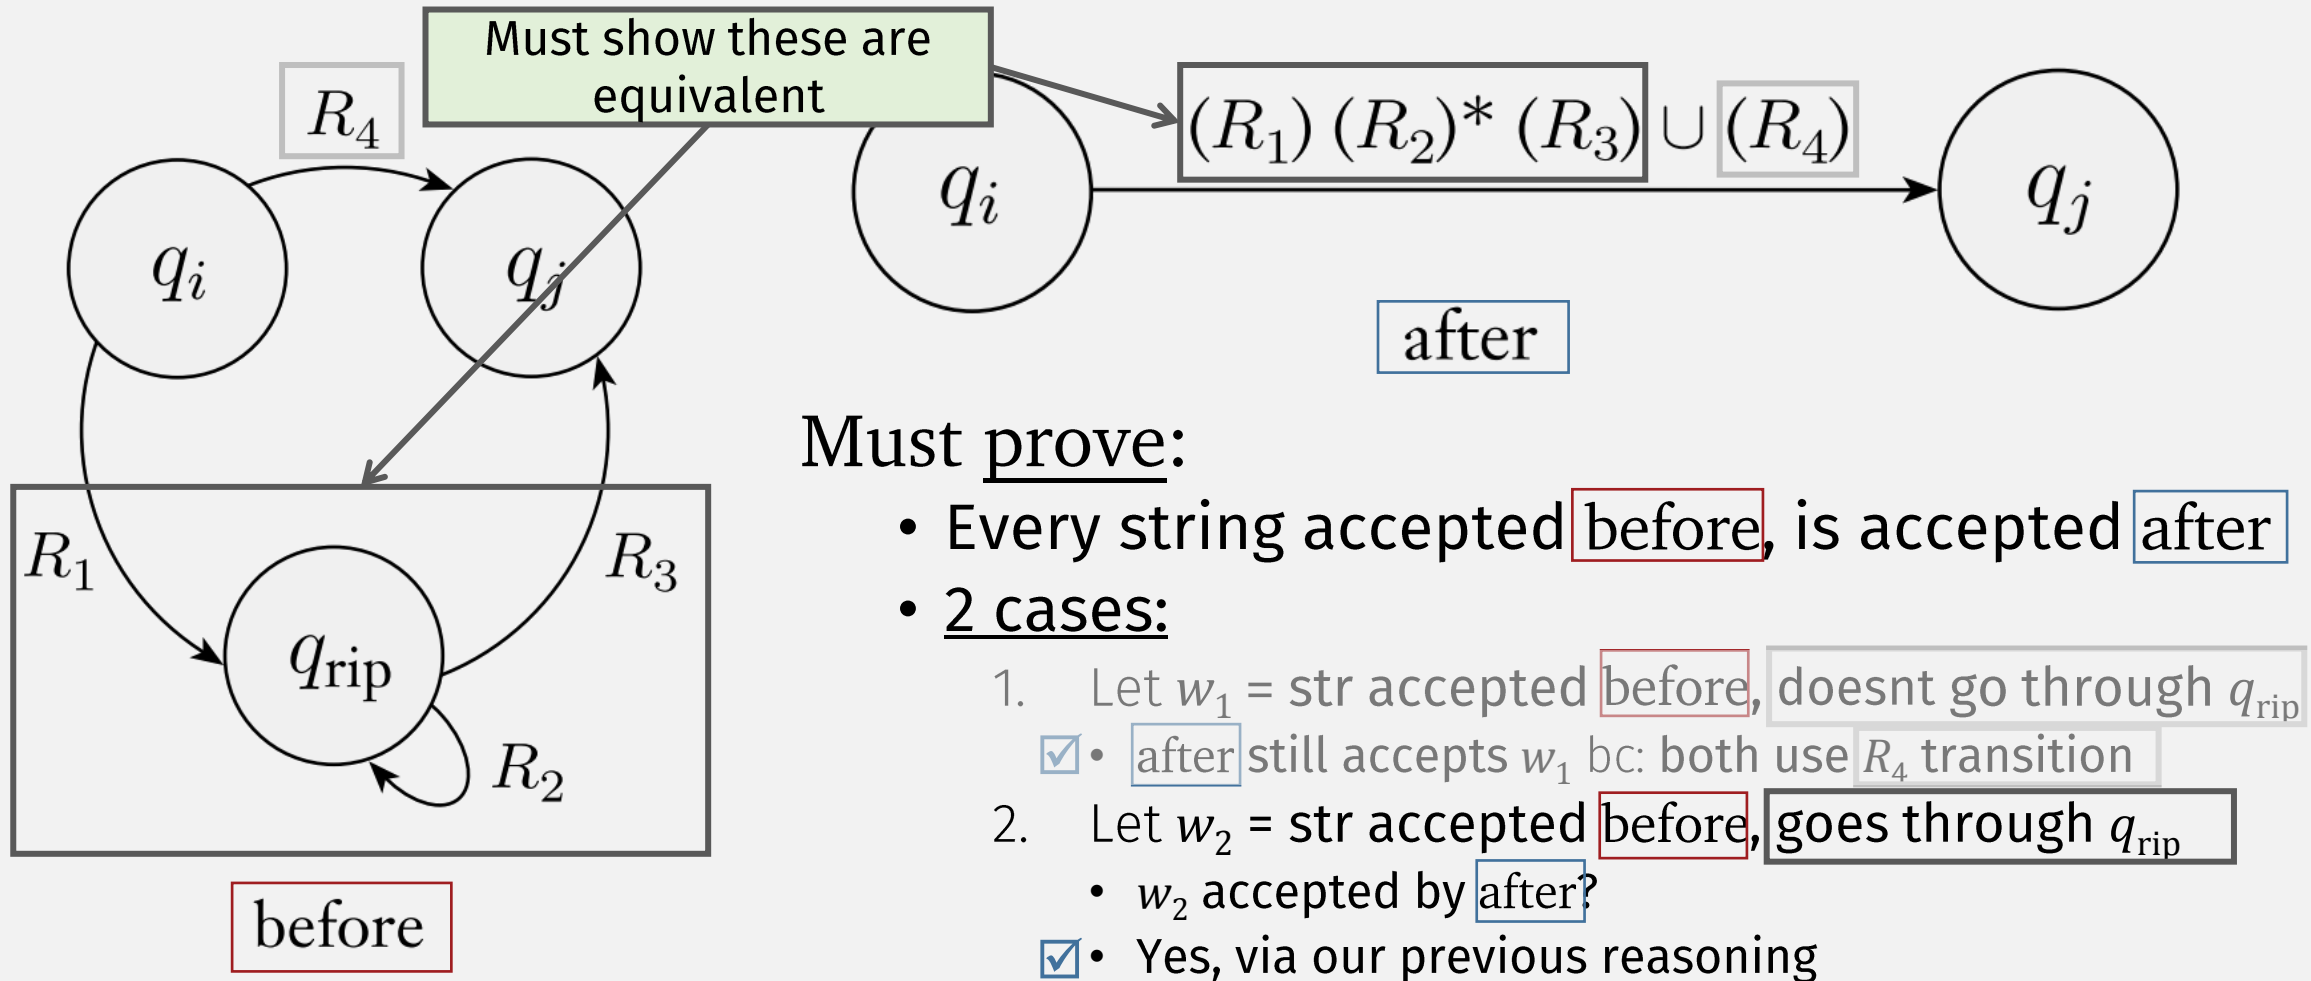 Must show these are
equivalent
R₄
(R₁) (R₂)* (R₃) ∪ (R₄)
qᵢ
qⱼ
qᵢ
qⱼ
after
before
R₁
R₃
q_rip
R₂
Must prove:
• Every string accepted before, is accepted after
• 2 cases:
1. Let w₁ = str accepted before, doesnt go through q_rip
☑ • after still accepts w₁ bc: both use R₄ transition
2. Let w₂ = str accepted before, goes through q_rip
• w₂ accepted by after?
☑ • Yes, via our previous reasoning